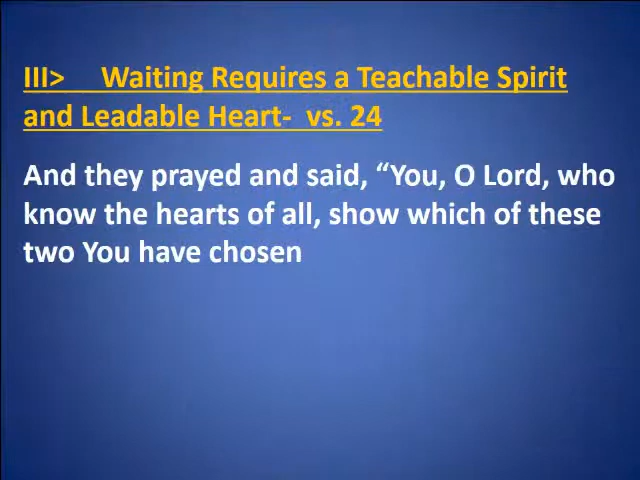 III>     Waiting Requires a Teachable Spirit
and Leadable Heart-  vs. 24
And they prayed and said, “You, O Lord, who
know the hearts of all, show which of these
two You have chosen